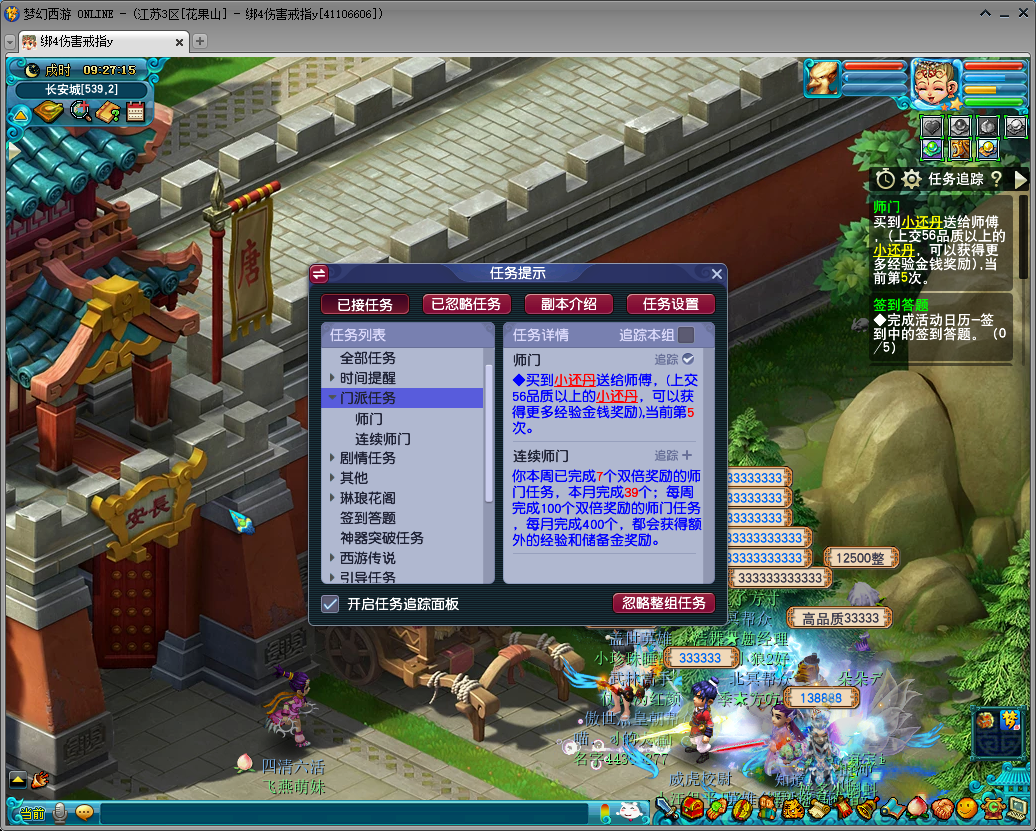 梦幻西游 ONLINE - (江苏3区[花果山] - 绑4伤害戒指y[41106606])
绑4伤害戒指y
戌时 09:27:15
长安城[539,2]
唐
長安
任务追踪 ?
师门
买到小还丹送给师傅
，(上交56品质以上的
小还丹，可以获得更
多经验金钱奖励),当
前第5次。
签到答题
◆完成活动日历—签
到中的签到答题。（0
/5）
任务提示
已接任务
已忽略任务
副本介绍
任务设置
任务列表
全部任务
时间提醒
门派任务
师门
连续师门
剧情任务
其他
琳琅花阁
签到答题
神器突破任务
西游传说
引导任务
任务详情
追踪本组
师门
追踪
◆买到小还丹送给师傅，(上交
56品质以上的小还丹，可以获
得更多经验金钱奖励),当前第5
次。
连续师门
追踪
你本周已完成7个双倍奖励的师
门任务，本月完成39个；每周
完成100个双倍奖励的师门任务
，每月完成400个，都会获得额
外的经验和储备金奖励。
开启任务追踪面板
忽略整组任务
12500整
333333333333
高品质33333
333333
138888
武林高手
威虎校尉
四清六活
飞燕萌妹
当前